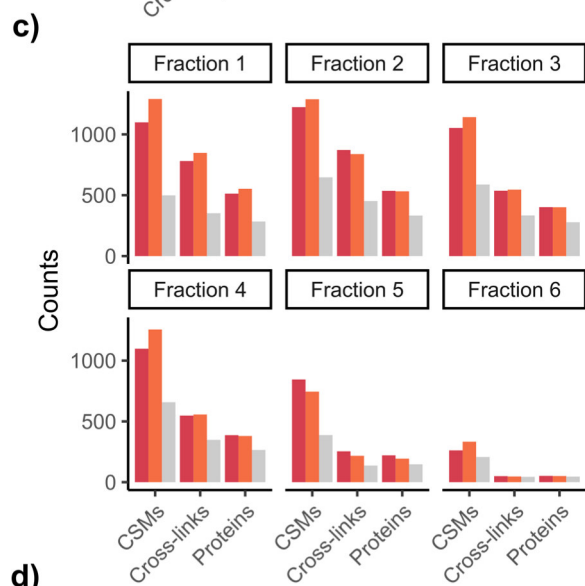 Cro
c)
Fraction 1 Fraction 2 Fraction 3
1000
500
0
Counts
Fraction 4 Fraction 5 Fraction 6
1000
500
0
CSMs Cross-links Proteins CSMs Cross-links Proteins CSMs Cross-links Proteins
d)